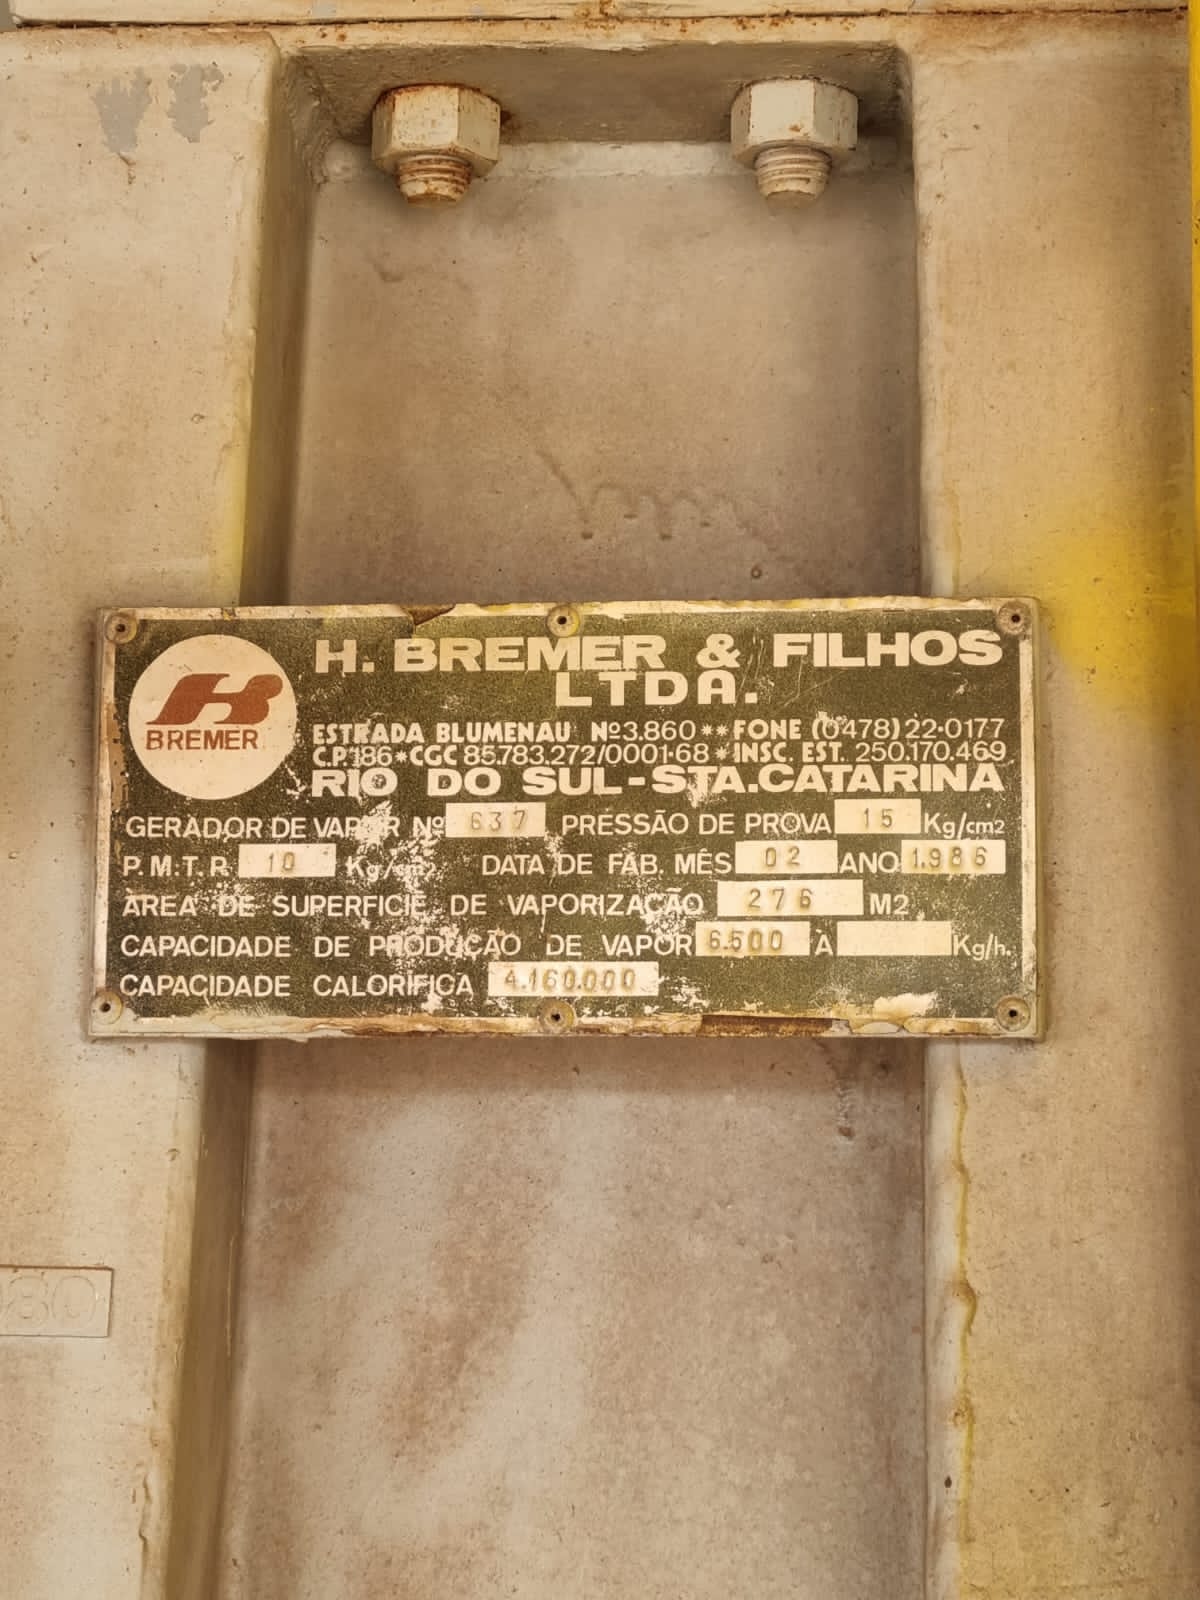 H. BREMER & FILHOS
LTDA.
BREMER
ESTRADA BLUMENAU Nº3.860**FONE (0478)22-0177
C.P.186*CGC 85.783.272/0001-68*INSC. EST. 250.170.469
RIO DO SUL-STA.CATARINA
GERADOR DE VAPOR Nº 637 PRESSÃO DE PROVA 15 Kg/cm2
P.M.T.P. 10 Kg/cm2 DATA DE FAB. MÊS 02 ANO 1.986
ÁREA DE SUPERFICIE DE VAPORIZAÇÃO 276 M2
CAPACIDADE DE PRODUÇÃO DE VAPOR 6.500 À Kg/h.
CAPACIDADE CALORÍFICA 4.160.000